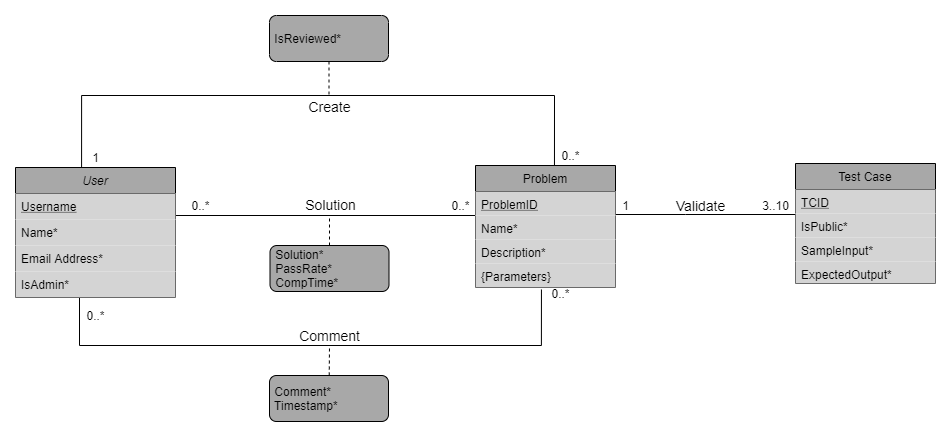 IsReviewed*
Create
1
0..*
User
Username
Name*
Email Address*
IsAdmin*
0..*
Solution
0..*
Solution*
PassRate*
CompTime*
Problem
ProblemID
Name*
Description*
{Parameters}
1
Validate
3..10
Test Case
TCID
IsPublic*
SampleInput*
ExpectedOutput*
0..*
0..*
Comment
Comment*
Timestamp*